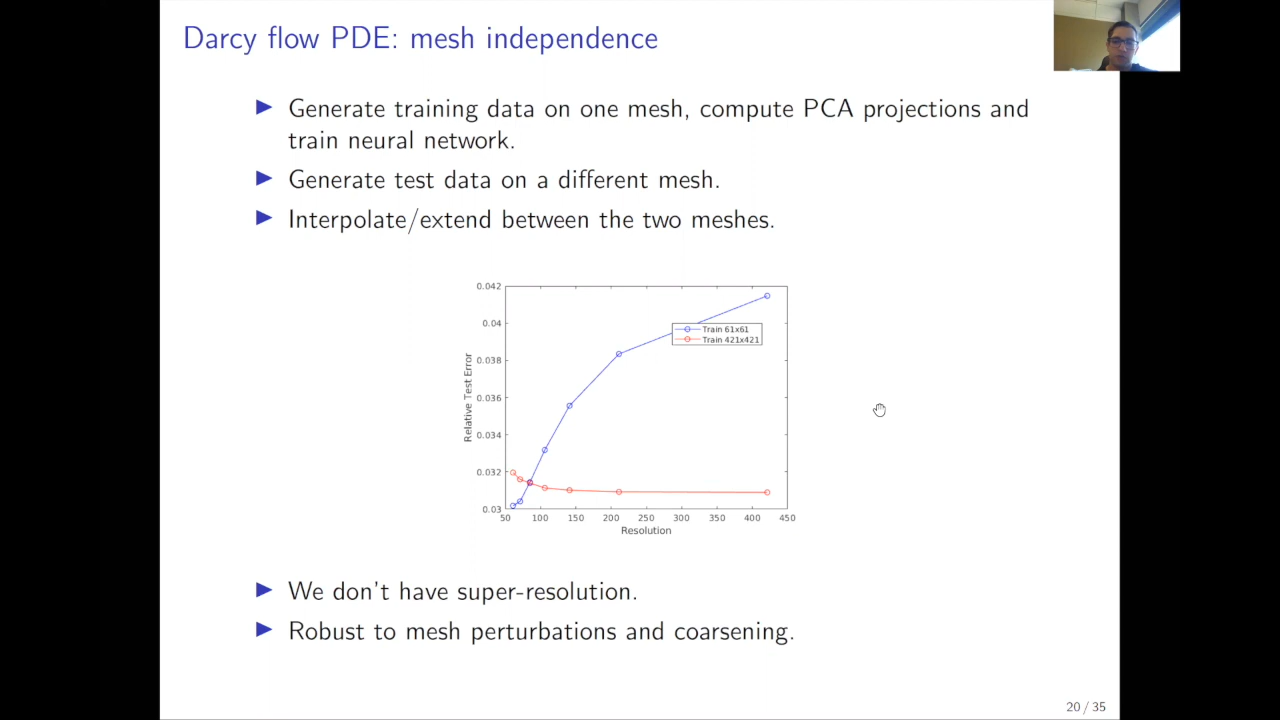 Darcy flow PDE: mesh independence
▶ Generate training data on one mesh, compute PCA projections and
train neural network.
▶ Generate test data on a different mesh.
▶ Interpolate/extend between the two meshes.
0.042
0.04
0.038
0.036
0.034
0.032
0.03
Relative Test Error
Train 61x61
Train 421x421
50 100 150 200 250 300 350 400 450
Resolution
▶ We don't have super-resolution.
▶ Robust to mesh perturbations and coarsening.
20 / 35